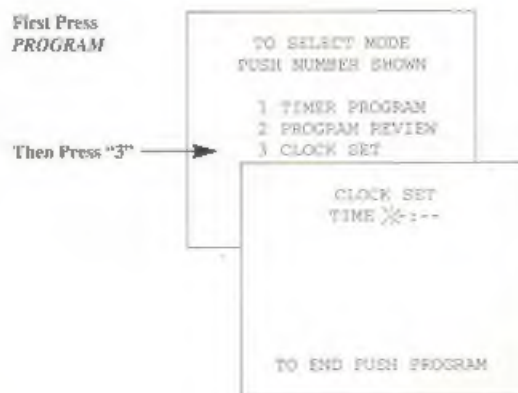 First Press
PROGRAM
TO SELECT MODE
PUSH NUMBER SHOWN
1 TIMER PROGRAM
2 PROGRAM REVIEW
3 CLOCK SET
Then Press "3"
CLOCK SET
TIME -:--
TO END PUSH PROGRAM